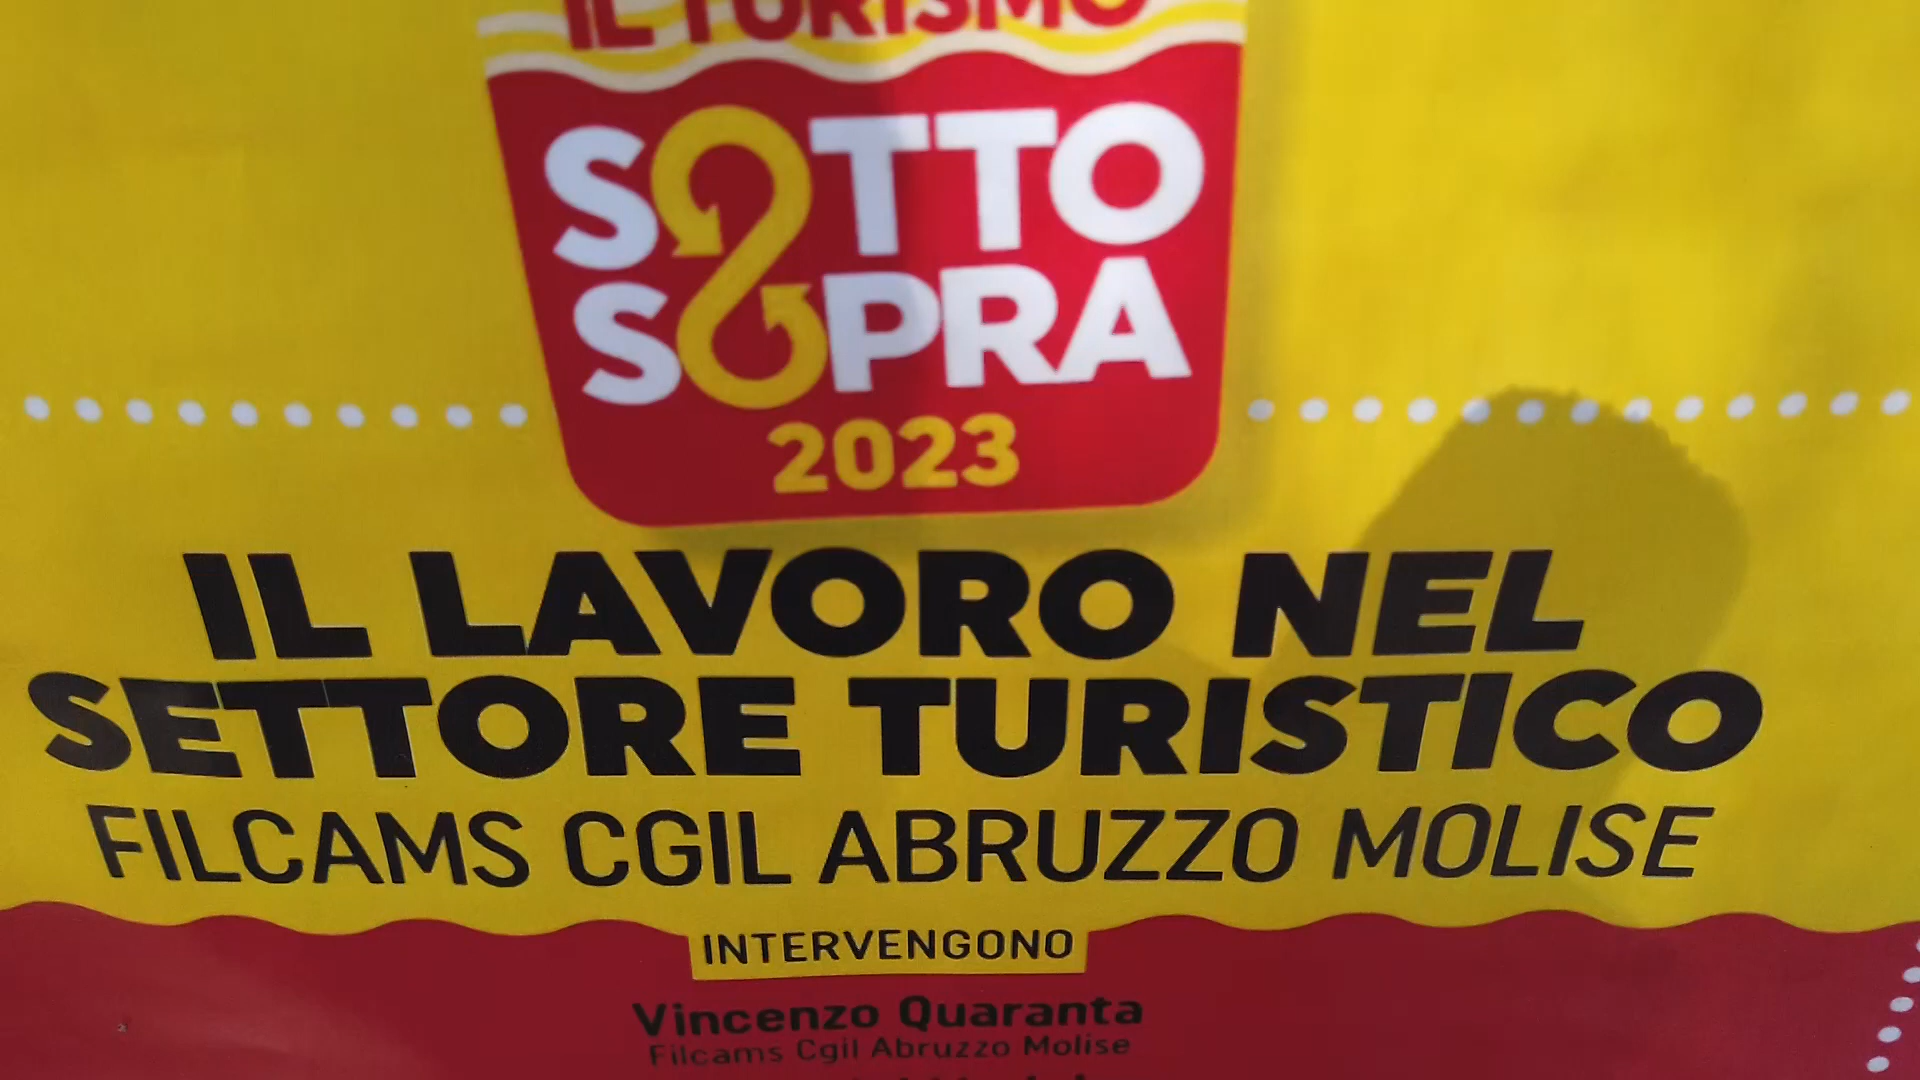 IL TURISMO
SOTTO
SOPRA
2023
IL LAVORO NEL
SETTORE TURISTICO
FILCAMS CGIL ABRUZZO MOLISE
INTERVENGONO
Vincenzo Quaranta
Filcams Cgil Abruzzo Molise